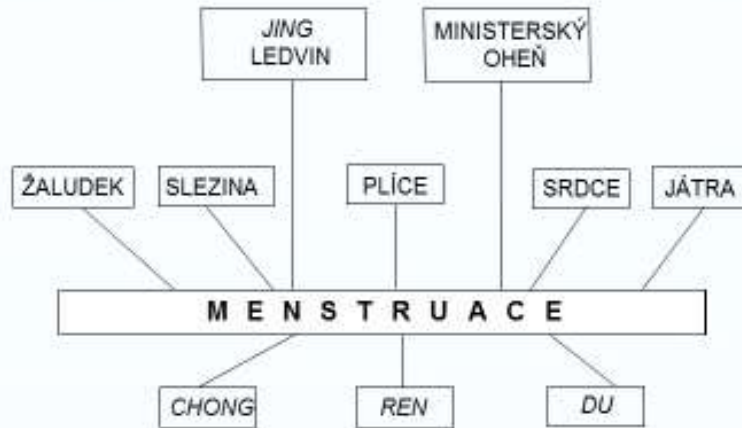 JING
LEDVIN
MINISTERSKÝ
OHEŇ
ŽALUDEK
SLEZINA
PLÍCE
SRDCE
JÁTRA
M E N S T R U A C E
CHONG
REN
DU